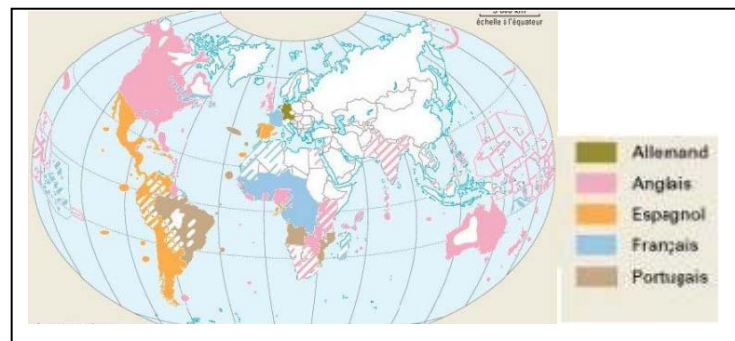 échelle à l'équateur
Allemand
Anglais
Espagnol
Français
Portugais